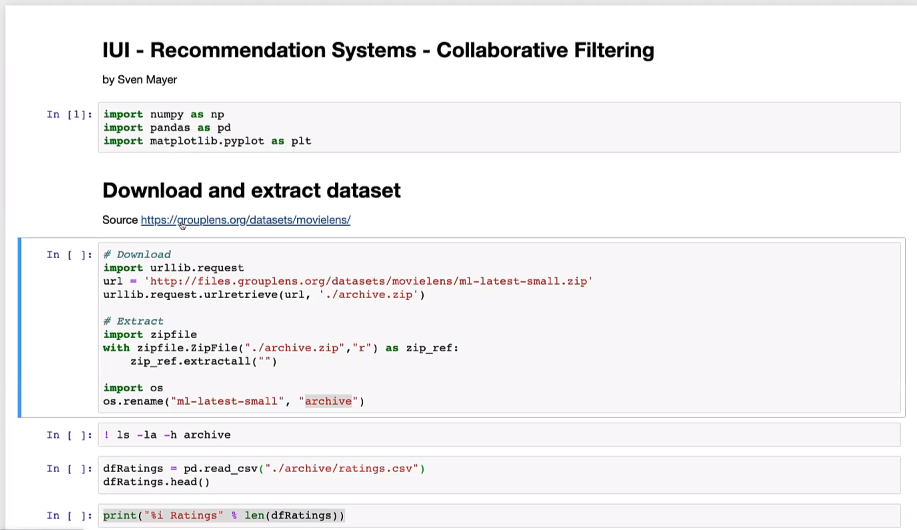 IUI - Recommendation Systems - Collaborative Filtering
by Sven Mayer
In [1]: import numpy as np
import pandas as pd
import matplotlib.pyplot as plt
Download and extract dataset
Source https://grouplens.org/datasets/movielens/
In [ ]: # Download
import urllib.request
url = 'http://files.grouplens.org/datasets/movielens/ml-latest-small.zip'
urllib.request.urlretrieve(url, './archive.zip')
# Extract
import zipfile
with zipfile.ZipFile("./archive.zip","r") as zip_ref:
    zip_ref.extractall("")
import os
os.rename("ml-latest-small", "archive")
In [ ]: ! ls -la -h archive
In [ ]: dfRatings = pd.read_csv("./archive/ratings.csv")
dfRatings.head()
In [ ]: print("%i Ratings" % len(dfRatings))